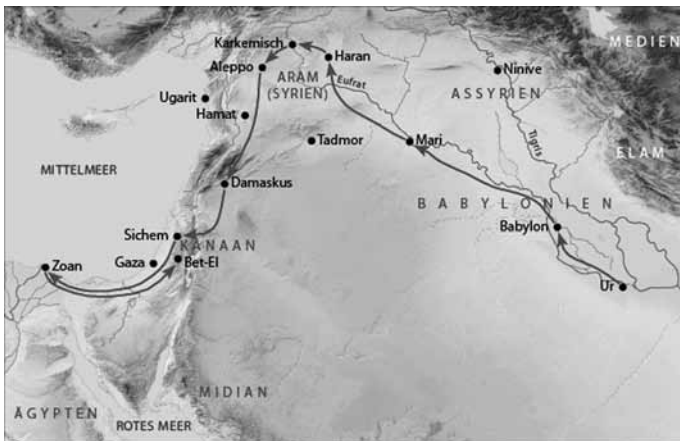 Karkemisch
MEDIEN
Haran
Aleppo
Ninive
ARAM
(SYRIEN)
Eufrat
ASSYRIEN
Ugarit
Hamat
Tadmor
Mari
Tigris
ELAM
MITTELMEER
Damaskus
BABYLONIEN
Babylon
Sichem
KANAAN
Zoan
Gaza
Bet-El
Ur
MIDIAN
ÄGYPTEN
ROTES MEER